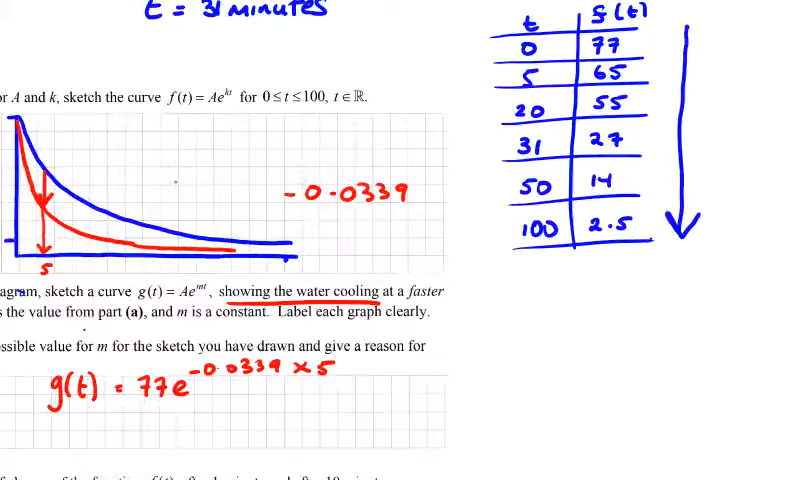 t = 31 minutes
or A and k, sketch the curve f(t) = Ae^{kt} for 0 ≤ t ≤ 100, t ∈ ℝ.
-0.0339
5
agram, sketch a curve g(t) = Ae^{mt}, showing the water cooling at a faster
s the value from part (a), and m is a constant. Label each graph clearly.
ossible value for m for the sketch you have drawn and give a reason for
g(t) = 77e^{-0.0339 × 5}
t f(t)
0 77
5 65
20 55
31 27
50 14
100 2.5